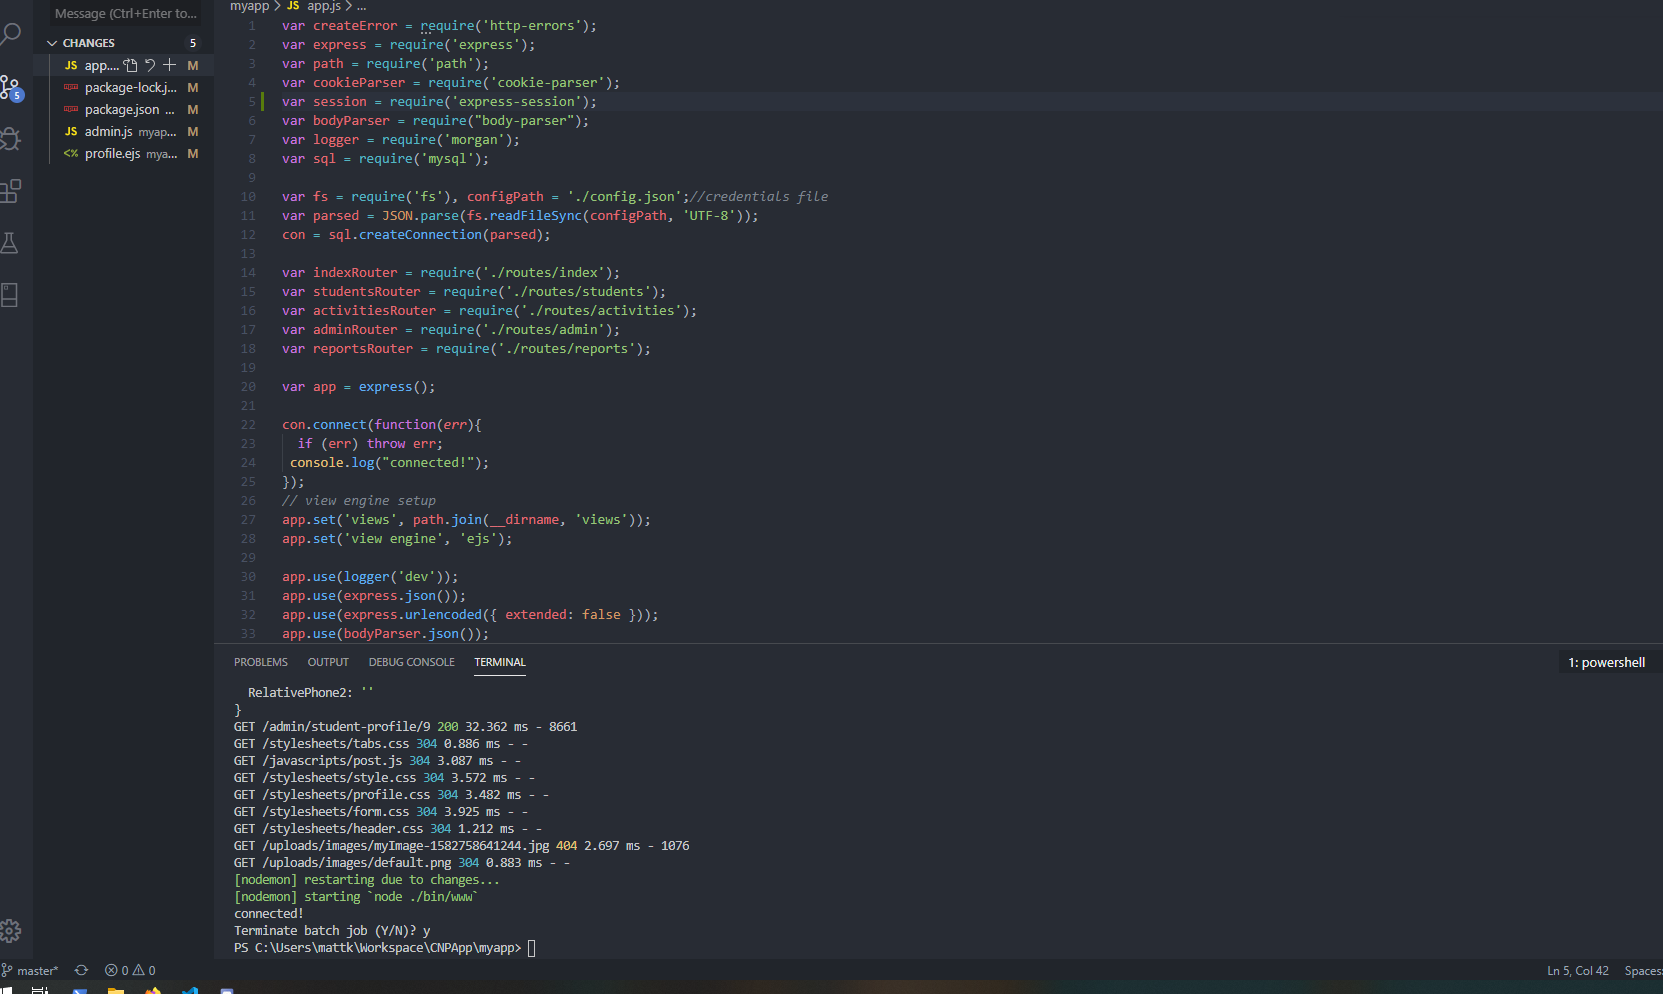 Message (Ctrl+Enter to...
myapp > JS app.js > ...
CHANGES 5
JS app.... M
package-lock.j... M
package.json ... M
JS admin.js myap... M
<% profile.ejs mya... M
5
1 var createError = require('http-errors');
2 var express = require('express');
3 var path = require('path');
4 var cookieParser = require('cookie-parser');
5 var session = require('express-session');
6 var bodyParser = require("body-parser");
7 var logger = require('morgan');
8 var sql = require('mysql');
9
10 var fs = require('fs'), configPath = './config.json';//credentials file
11 var parsed = JSON.parse(fs.readFileSync(configPath, 'UTF-8'));
12 con = sql.createConnection(parsed);
13
14 var indexRouter = require('./routes/index');
15 var studentsRouter = require('./routes/students');
16 var activitiesRouter = require('./routes/activities');
17 var adminRouter = require('./routes/admin');
18 var reportsRouter = require('./routes/reports');
19
20 var app = express();
21
22 con.connect(function(err){
23 if (err) throw err;
24 console.log("connected!");
25 });
26 // view engine setup
27 app.set('views', path.join(__dirname, 'views'));
28 app.set('view engine', 'ejs');
29
30 app.use(logger('dev'));
31 app.use(express.json());
32 app.use(express.urlencoded({ extended: false }));
33 app.use(bodyParser.json());
PROBLEMS OUTPUT DEBUG CONSOLE TERMINAL 1: powershell
RelativePhone2: ''
}
GET /admin/student-profile/9 200 32.362 ms - 8661
GET /stylesheets/tabs.css 304 0.886 ms - -
GET /javascripts/post.js 304 3.087 ms - -
GET /stylesheets/style.css 304 3.572 ms - -
GET /stylesheets/profile.css 304 3.482 ms - -
GET /stylesheets/form.css 304 3.925 ms - -
GET /stylesheets/header.css 304 1.212 ms - -
GET /uploads/images/myImage-1582758641244.jpg 404 2.697 ms - 1076
GET /uploads/images/default.png 304 0.883 ms - -
[nodemon] restarting due to changes...
[nodemon] starting `node ./bin/www`
connected!
Terminate batch job (Y/N)? y
PS C:\Users\mattk\Workspace\CNPApp\myapp>
master* 0 0 Ln 5, Col 42 Spaces: